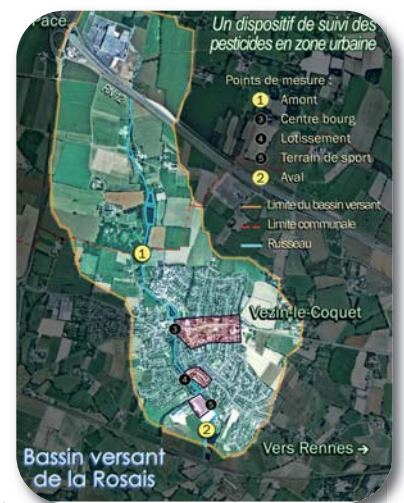 Pacé
Un dispositif de suivi des
pesticides en zone urbaine
RN 12
Points de mesure :
1 Amont
3 Centre bourg
4 Lotissement
5 Terrain de sport
2 Aval
Limite du bassin versant
Limite communale
Ruisseau
1
Vezin-le-Coquet
3
4
5
2
Vers Rennes →
Bassin versant
de la Rosais